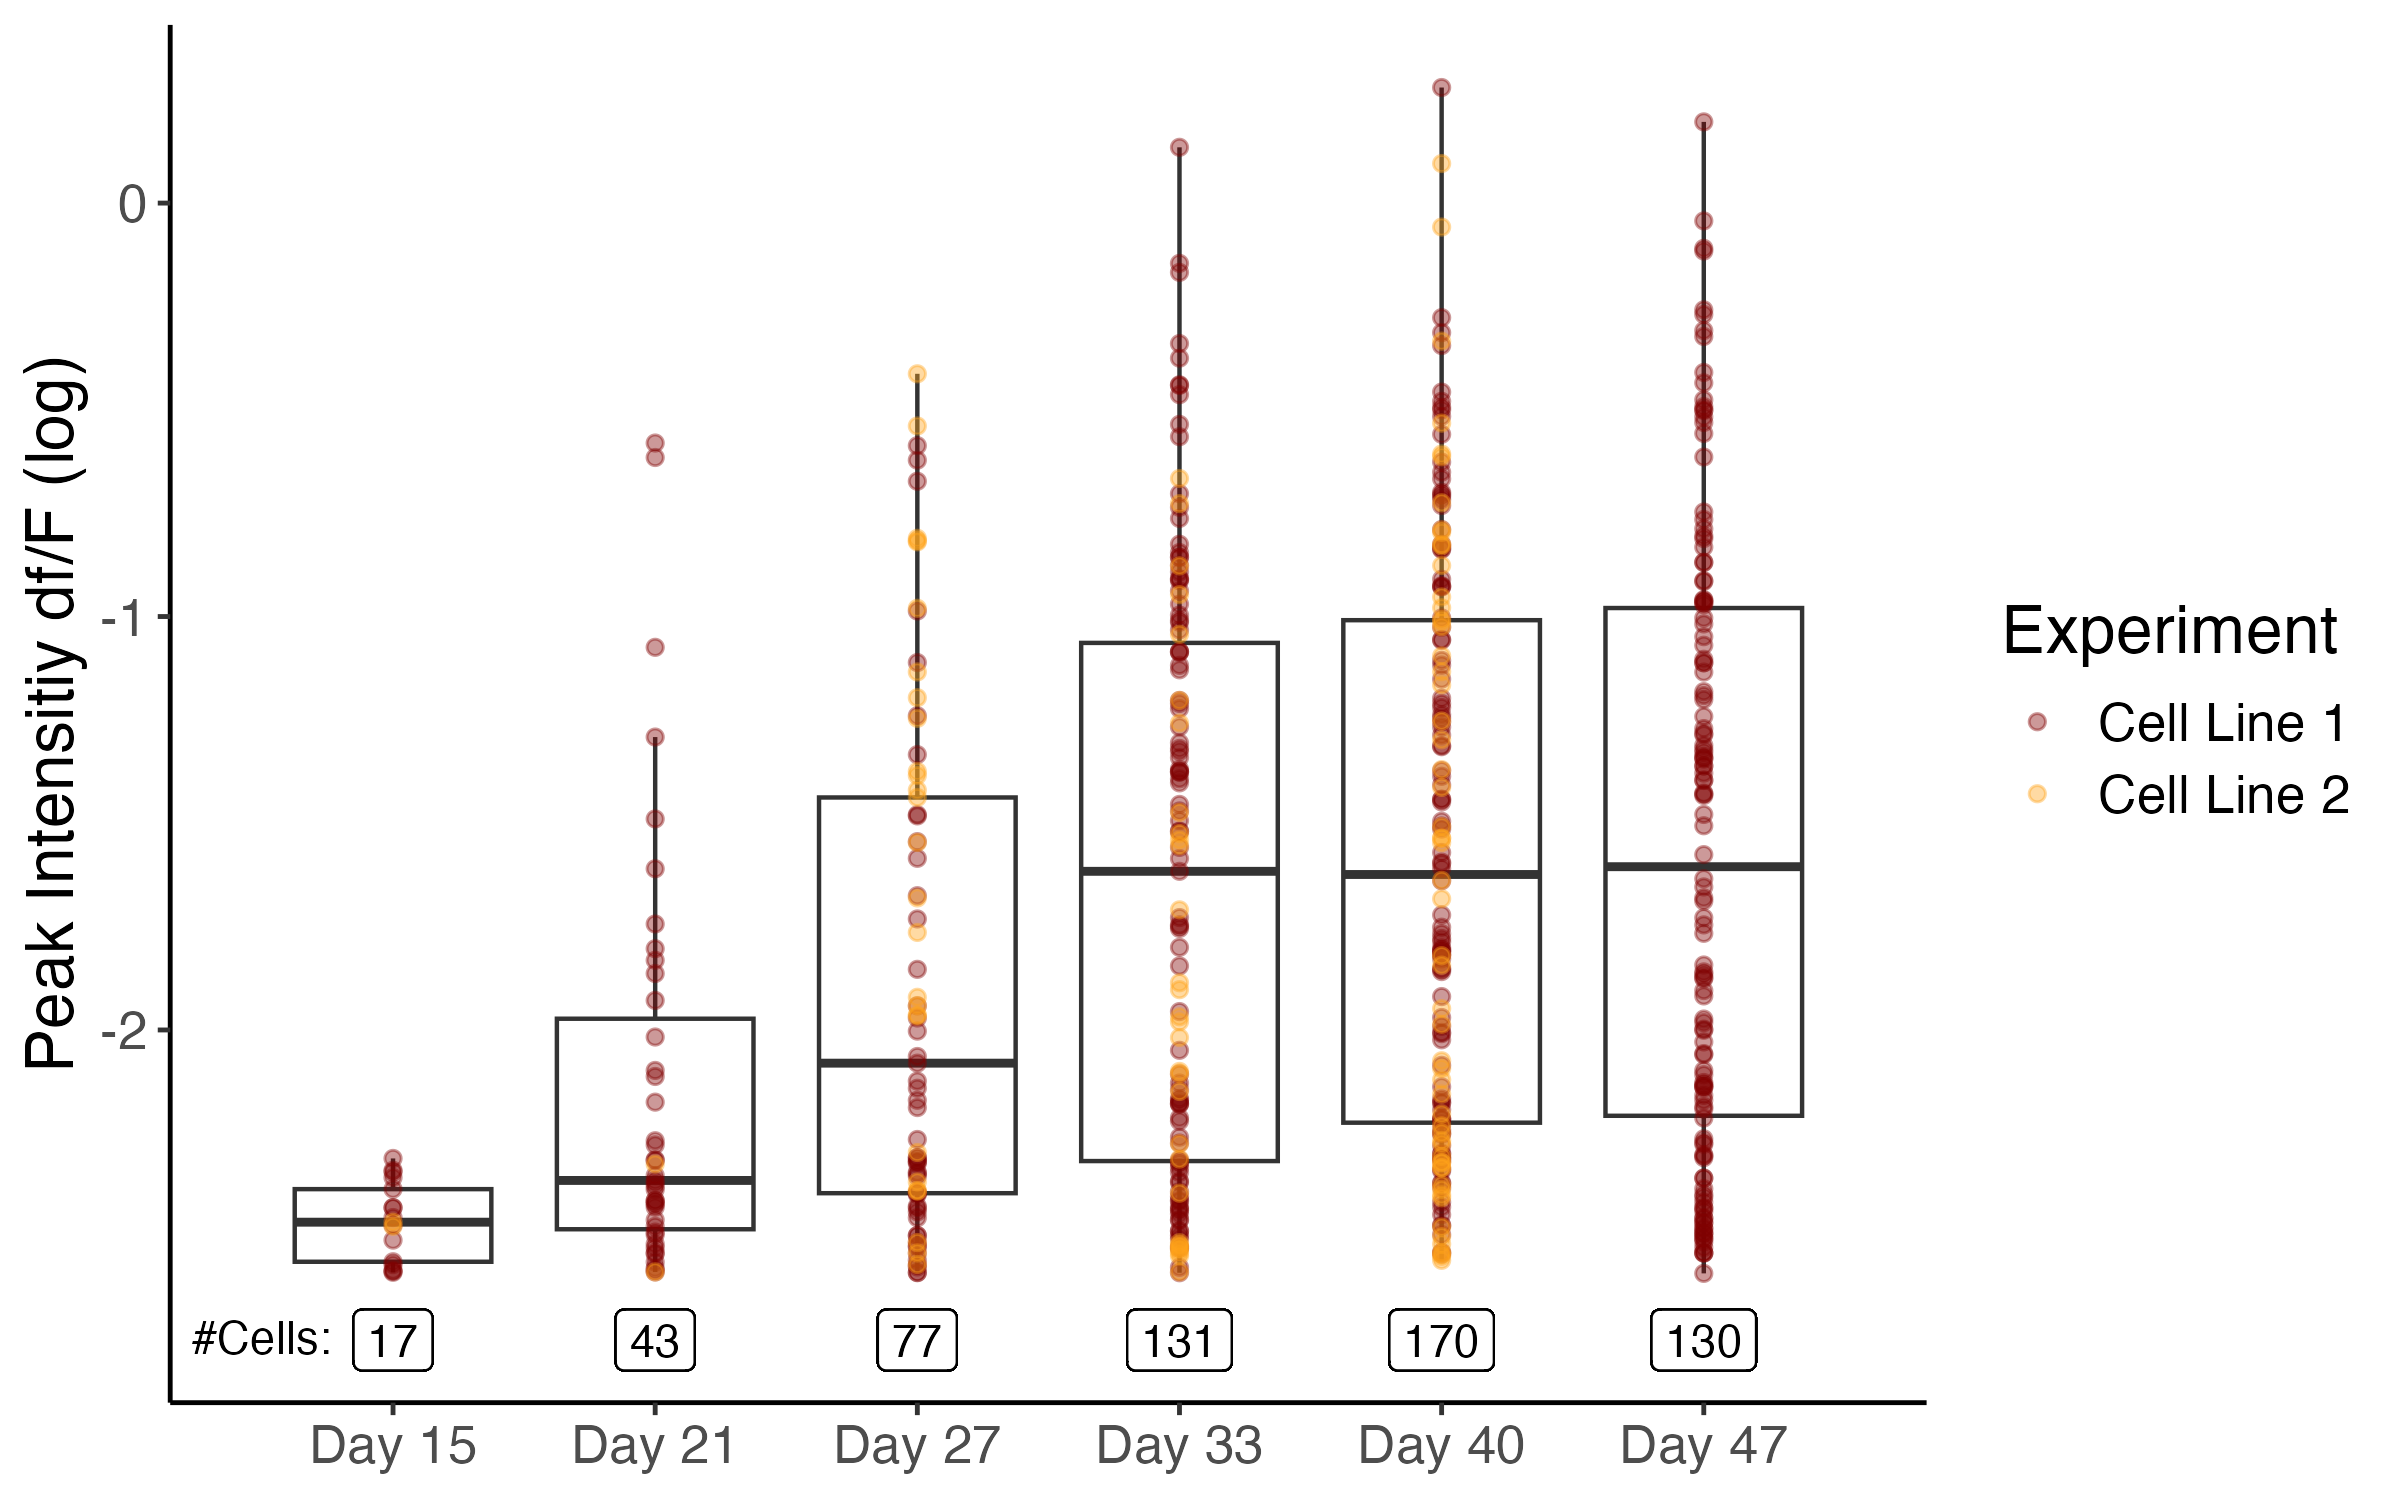 Peak Intensitiy df/F (log)
0
-1
-2
#Cells: 17 43 77 131 170 130
Day 15 Day 21 Day 27 Day 33 Day 40 Day 47
Experiment
Cell Line 1
Cell Line 2